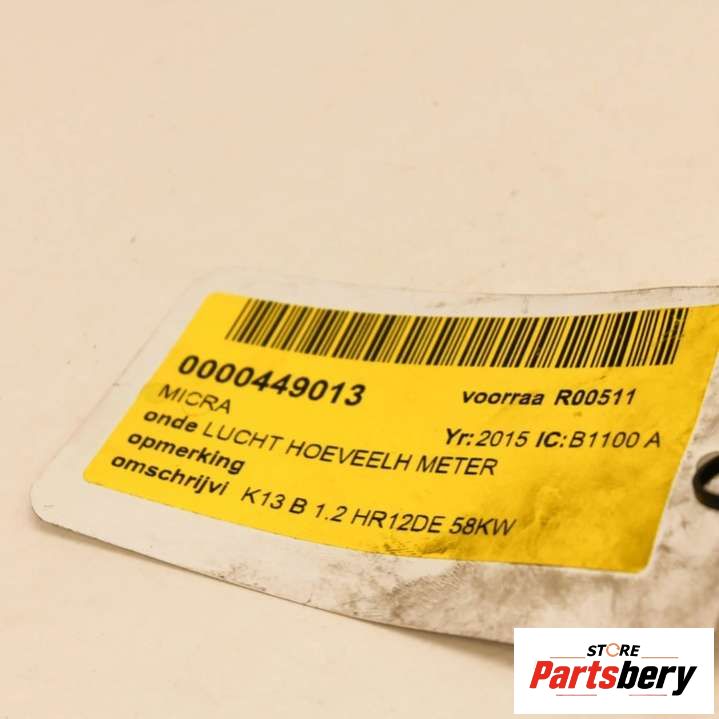 0000449013
voorraa R00511
MICRA
Yr: 2015 IC: B1100 A
onde LUCHT HOEVEELH METER
opmerking
omschrijvi K13 B 1.2 HR12DE 58KW
STORE
Partsbery